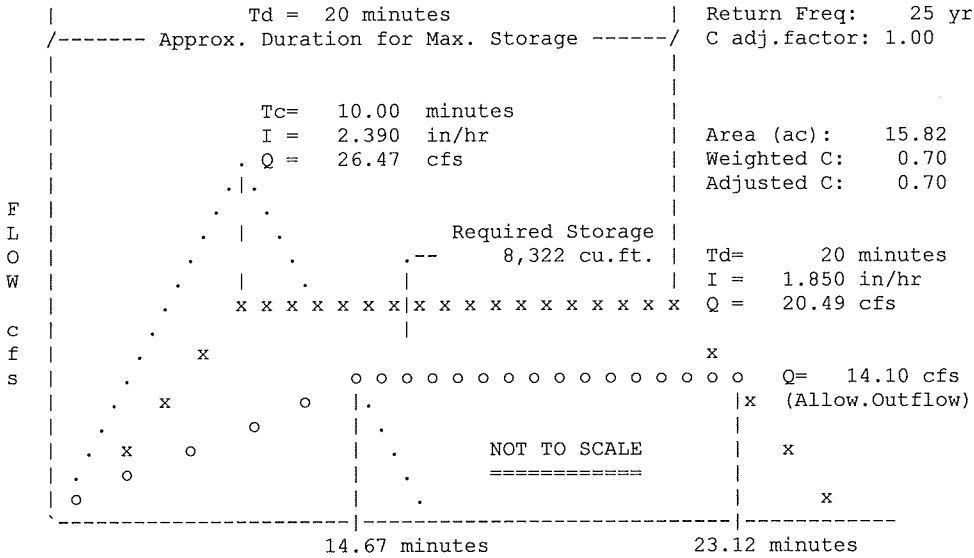 Td = 20 minutes
Return Freq: 25 yr
/------- Approx. Duration for Max. Storage ------/
C adj.factor: 1.00
Tc= 10.00 minutes
I = 2.390 in/hr
Q = 26.47 cfs
Area (ac): 15.82
Weighted C: 0.70
Adjusted C: 0.70
FLOW
cfs
Required Storage
8,322 cu.ft.
Td= 20 minutes
I = 1.850 in/hr
Q = 20.49 cfs
x x x x x x x x x x x x x x x x x x
x x
o o o o o o o o o o o o o o o o
Q= 14.10 cfs
x o x
(Allow.Outflow)
o
x o
NOT TO SCALE
x
============
o
o x
14.67 minutes
23.12 minutes